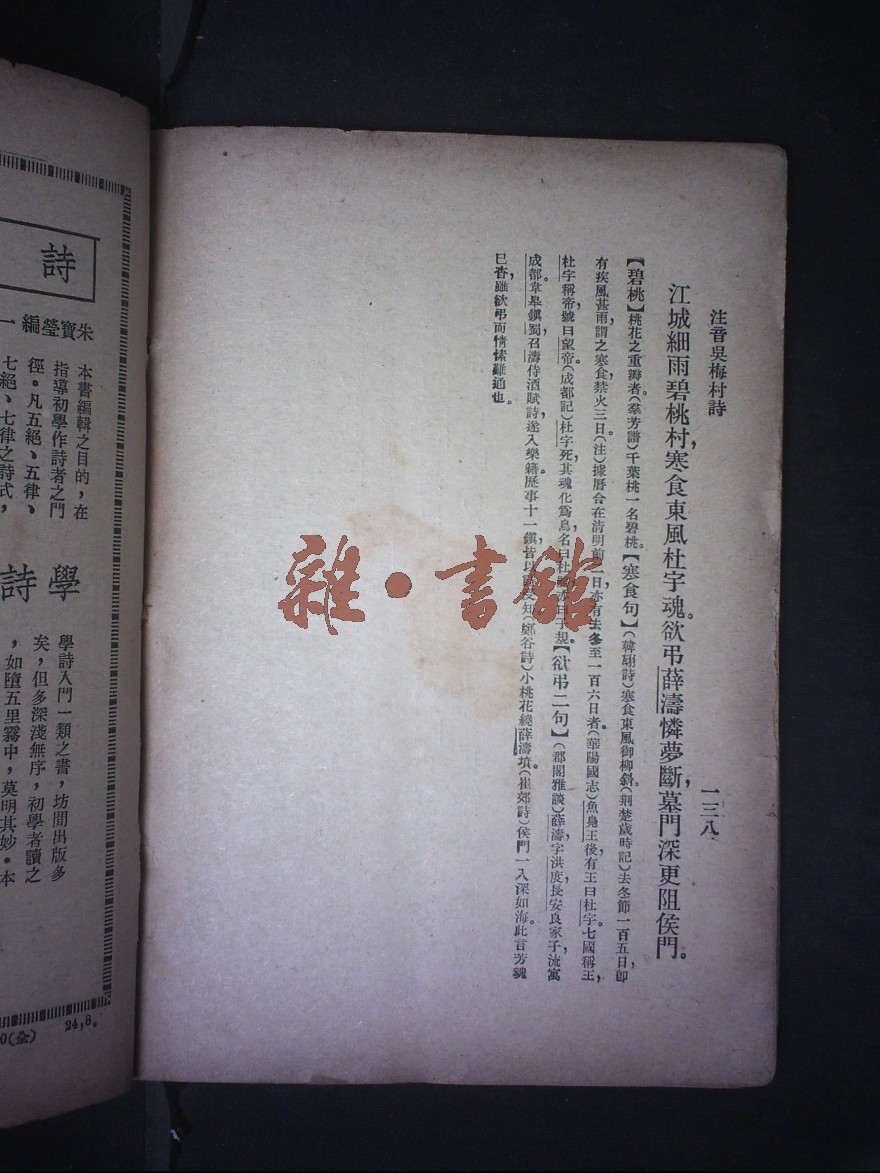 注音吳梅村詩
一三八
江城細雨碧桃村，寒食東風杜宇魂。欲弔薛濤憐夢斷，墓門深更阻侯門。
【碧桃】桃花之重瓣者（羣芳譜）千葉桃一名碧桃。【寒食句】（韓翃詩）寒食東風御柳斜。（荆楚歲時記）去冬節一百五日，卽
有疾風甚雨，謂之寒食，禁火三日。（注）據曆合在清明前二日，亦有去冬至一百六日者。（華陽國志）魚鳧王後有王曰杜宇，七國稱王，
杜宇稱帝，號曰望帝。（成都記）杜宇死，其魂化爲鳥，名曰杜鵑，亦曰子規。【欲弔二句】（郡閣雅談）薛濤字洪度，長安良家子，流寓
成都，韋皋鎭蜀，召濤侍酒賦詩，遂入樂籍，歷事十一鎭，皆以詩受知（鄭谷詩）小桃花繞薛濤墳。（崔郊詩）侯門一入深如海。此言芳魂
已杳，雖欲弔而情愫難通也。
雜·書館
詩
朱寶瑩編 一
本書編輯之目的，在
指導初學作詩者之門
徑。凡五絕、五律、
七絕、七律之詩式，
學詩
學詩入門一類之書，坊間出版多
矣，但多深淺無序，初學者讀之
，如墮五里霧中，莫明其妙。本
0(全)
24,8.